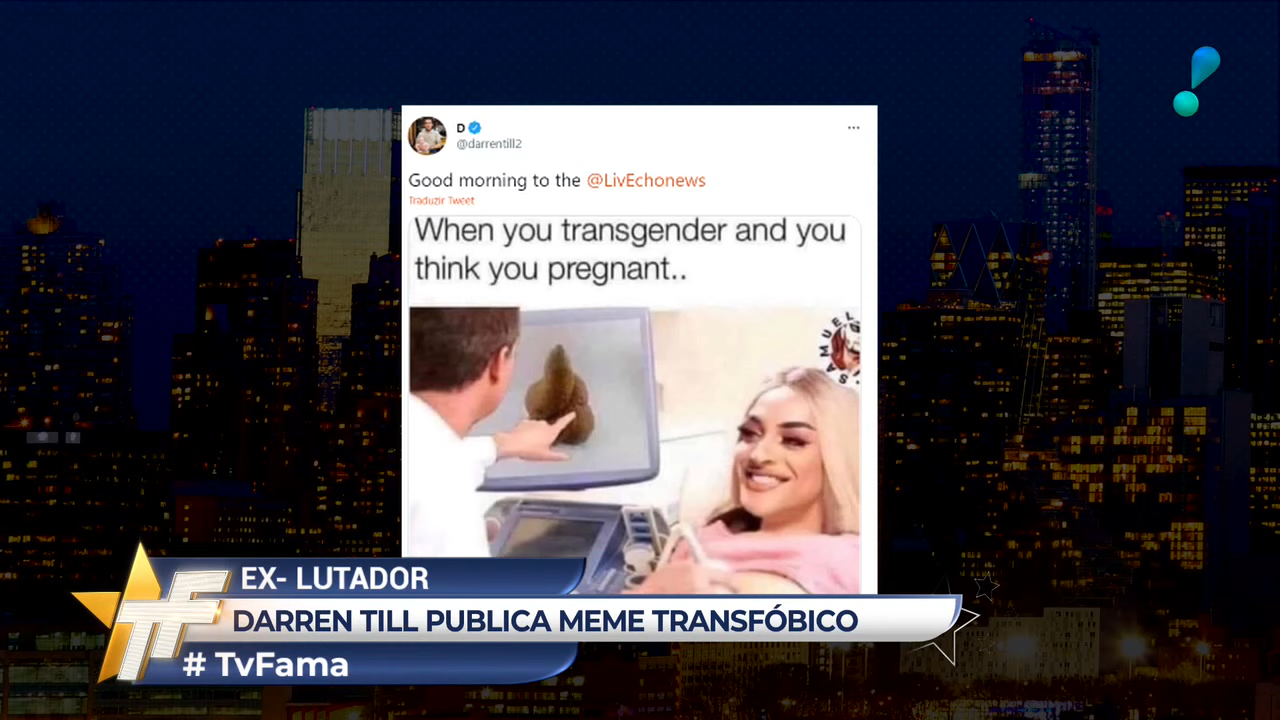 D
@darrentill2
Good morning to the @LivEchonews
Traduzir Tweet
When you transgender and you
think you pregnant..
SAMUEL
EX- LUTADOR
DARREN TILL PUBLICA MEME TRANSFÓBICO
# TvFama